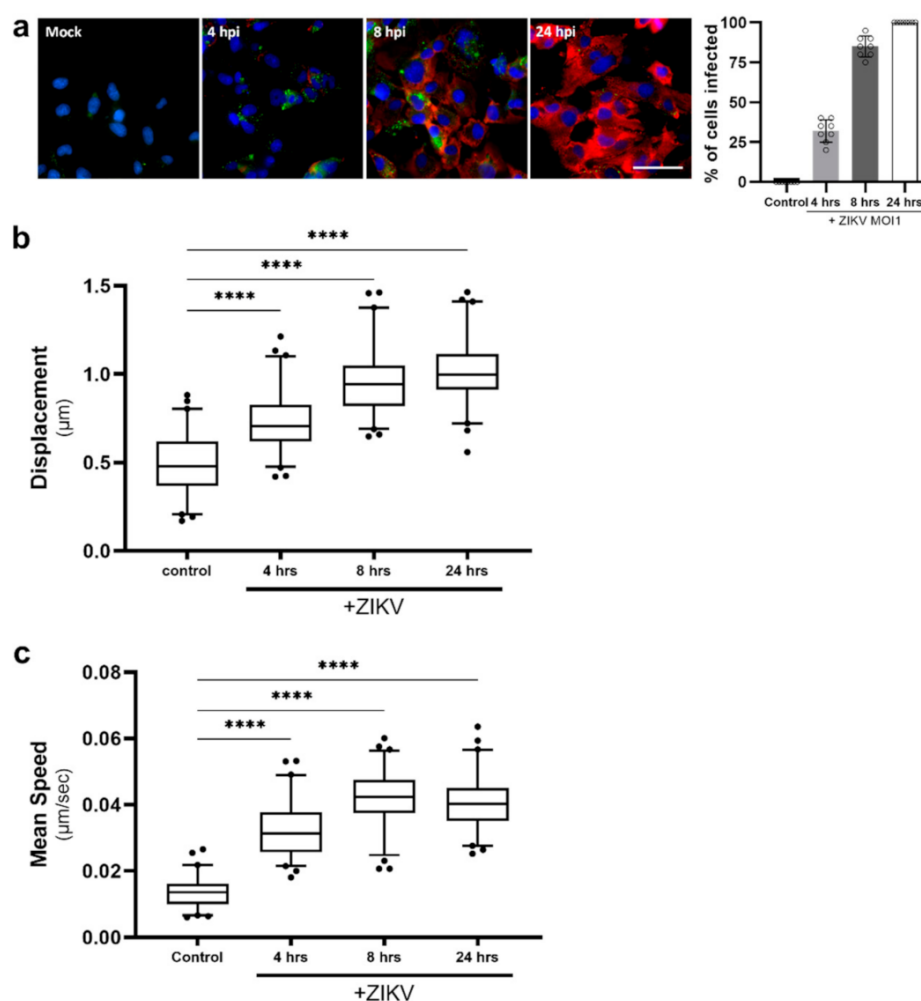 a
Mock
4 hpi
8 hpi
24 hpi
% of cells infected
100
75
50
25
0
Control 4 hrs 8 hrs 24 hrs
+ ZIKV MOI1
b
****
****
****
Displacement
(µm)
1.5
1.0
0.5
0.0
control 4 hrs 8 hrs 24 hrs
+ZIKV
c
****
****
****
Mean Speed
(µm/sec)
0.08
0.06
0.04
0.02
0.00
Control 4 hrs 8 hrs 24 hrs
+ZIKV